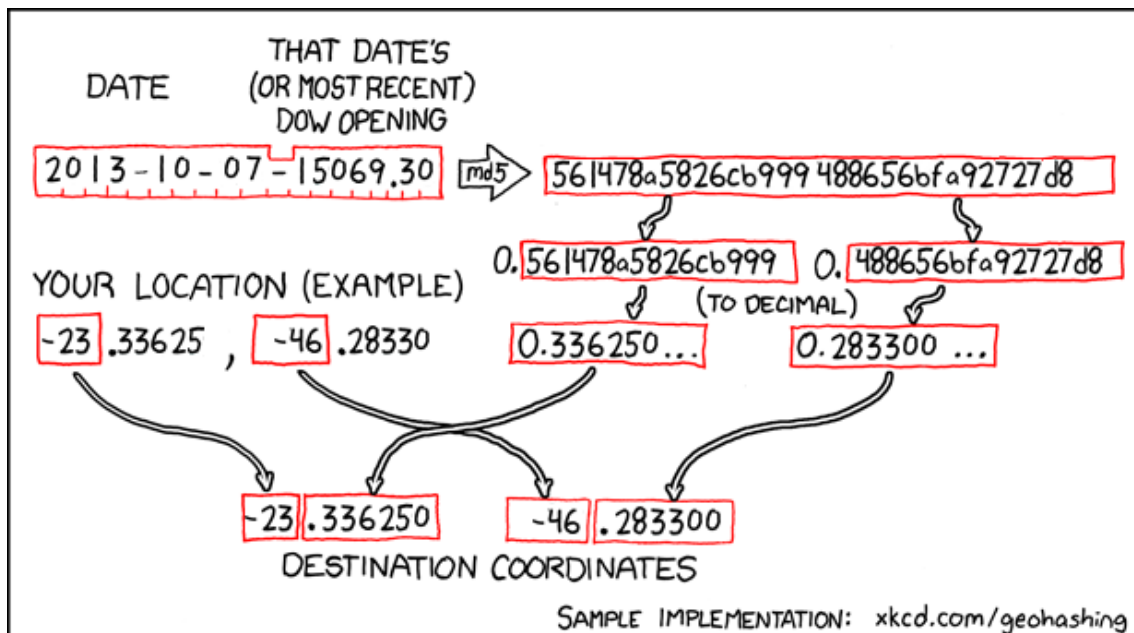 DATE
THAT DATE'S
(OR MOST RECENT)
DOW OPENING
2013-10-07-15069.30
md5
561478a5826cb999488656bfa92727d8
0.561478a5826cb999
0.488656bfa92727d8
YOUR LOCATION (EXAMPLE)
(TO DECIMAL)
-23.33625, -46.28330
0.336250...
0.283300 ...
-23.336250
-46.283300
DESTINATION COORDINATES
SAMPLE IMPLEMENTATION: xkcd.com/geohashing